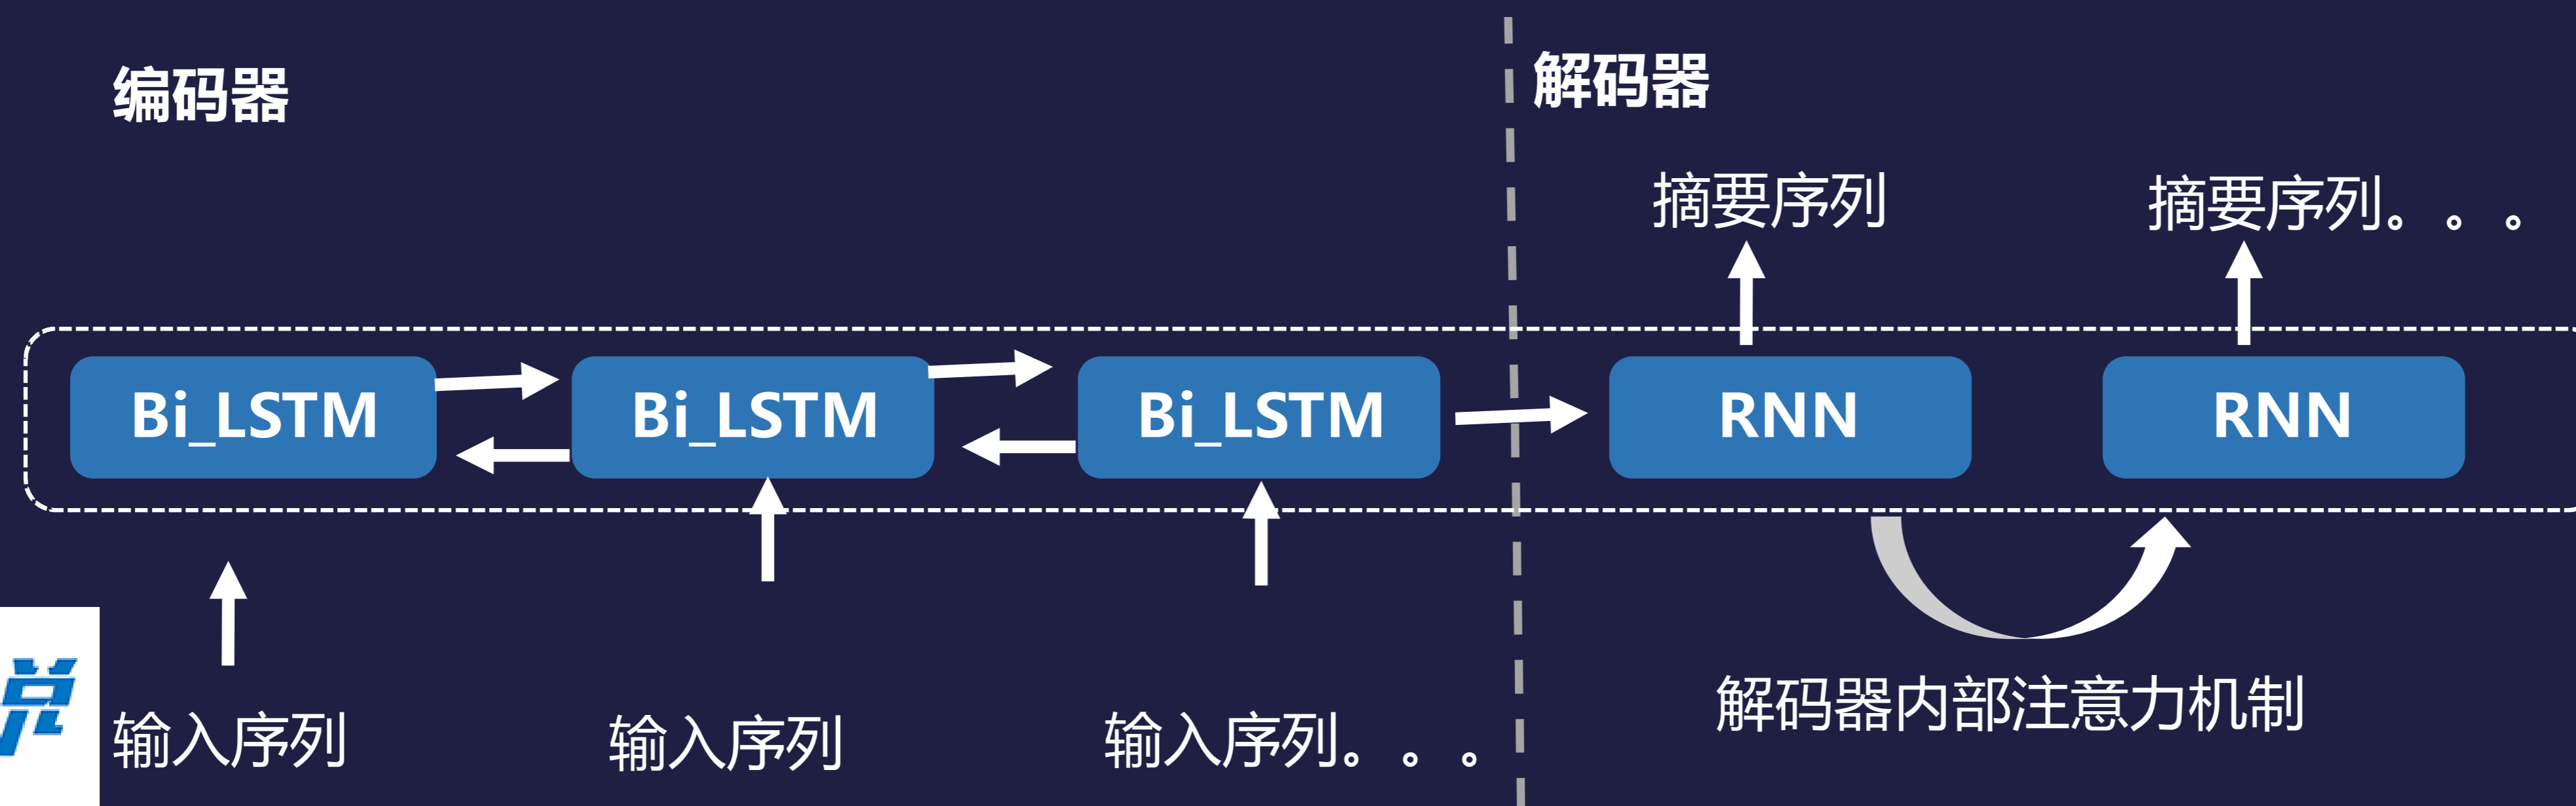 编码器
解码器
摘要序列
摘要序列。。。
Bi_LSTM
Bi_LSTM
Bi_LSTM
RNN
RNN
输入序列
输入序列
输入序列。。。
解码器内部注意力机制